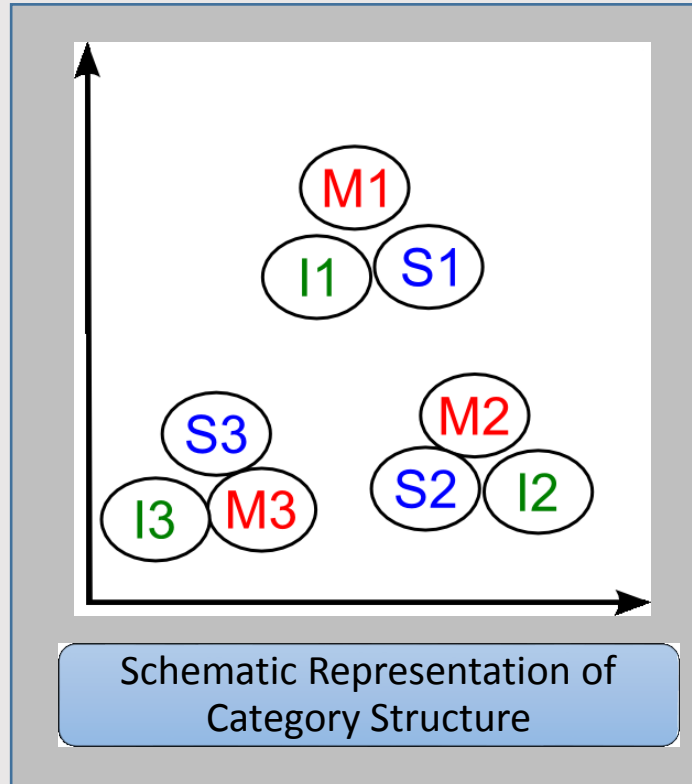 M1
I1 S1
S3 M2
I3 M3 S2 I2
Schematic Representation of
Category Structure